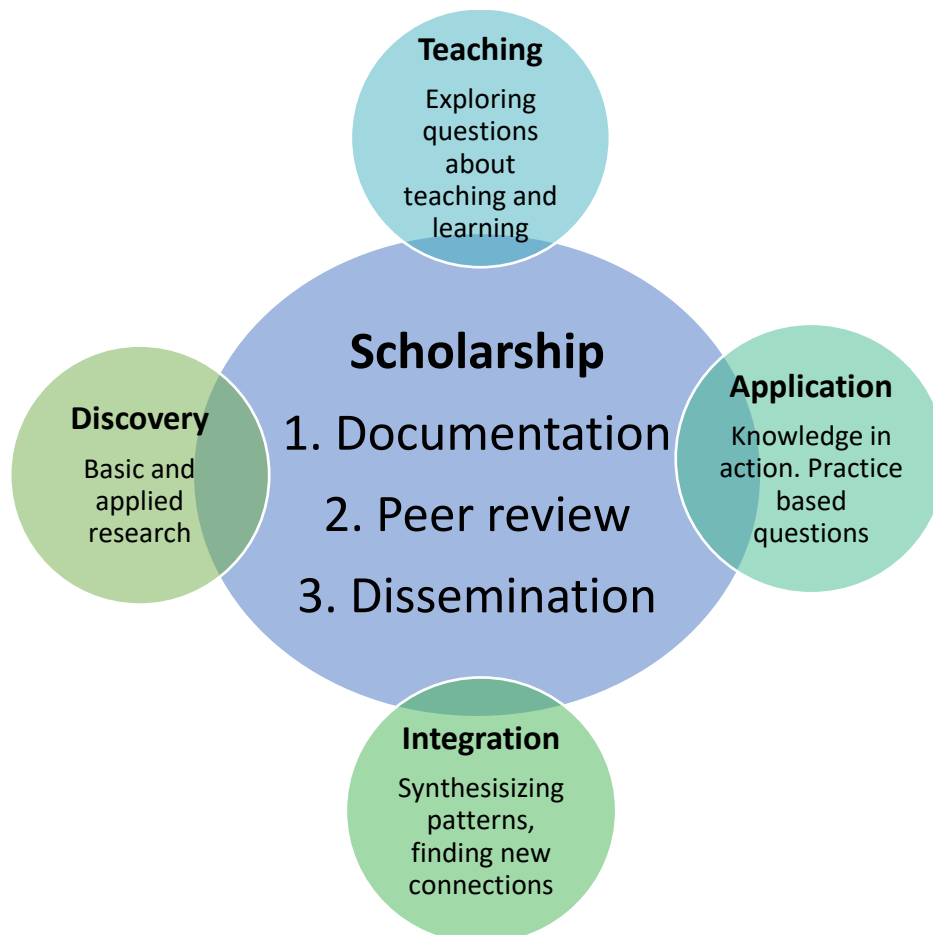 Teaching
Exploring
questions
about
teaching and
learning
Scholarship
1. Documentation
2. Peer review
3. Dissemination
Discovery
Basic and
applied
research
Application
Knowledge in
action. Practice
based
questions
Integration
Synthesisizing
patterns,
finding new
connections